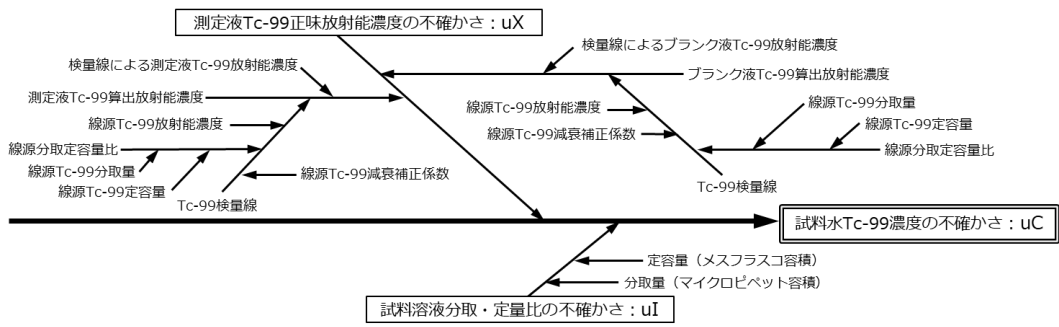 測定液Tc-99正味放射能濃度の不確かさ：uX
検量線によるブランク液Tc-99放射能濃度
検量線による測定液Tc-99放射能濃度
ブランク液Tc-99算出放射能濃度
測定液Tc-99算出放射能濃度
線源Tc-99放射能濃度
線源Tc-99分取量
線源Tc-99放射能濃度
線源Tc-99定容量
線源Tc-99減衰補正係数
線源分取定容量比
線源分取定容量比
線源Tc-99分取量
線源Tc-99減衰補正係数
線源Tc-99定容量
Tc-99検量線
Tc-99検量線
試料水Tc-99濃度の不確かさ：uC
定容量（メスフラスコ容積）
分取量（マイクロピペット容積）
試料溶液分取・定量比の不確かさ：uI